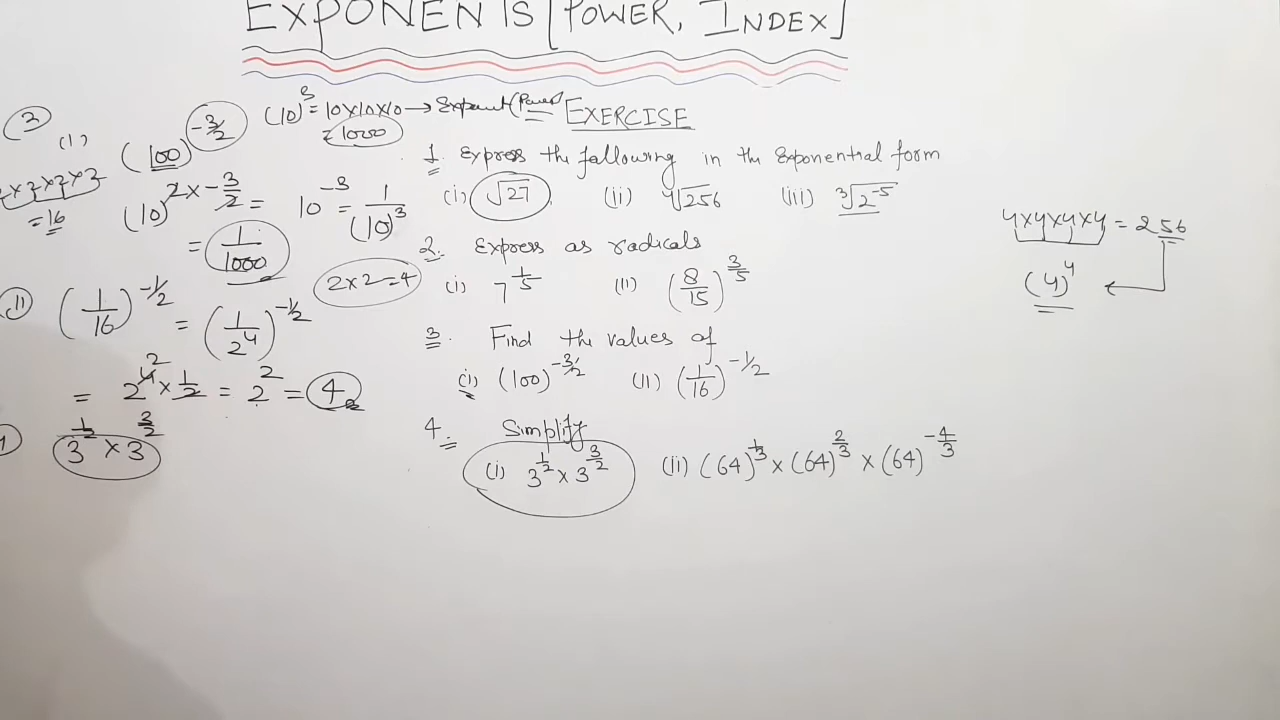 EXPONENTS [POWER, INDEX]
(10)^3 = 10×10×10 → Exponent (Power)
= 1000
3
(1)
(100)^{-3/2}
×2×2×2
= 16
(10)^{2×-3/2} = 10^{-3} = 1/(10)^3
= 1/1000
2×2=4
(1/16)^{-1/2} = (1/2^4)^{-1/2}
= 2^{4×1/2} = 2^2 = 4
3^{1/2} × 3^{3/2}
EXERCISE
1. Express the following in the Exponential form
(i) √27 (ii) ∜256 (iii) ∛2^{-5}
2. Express as radicals
(i) 7^{1/5} (ii) (8/15)^{3/5}
3. Find the values of
(i) (100)^{-3/2} (ii) (1/16)^{-1/2}
4. Simplify
(i) 3^{1/2} × 3^{3/2} (ii) (64)^{1/3} × (64)^{2/3} × (64)^{-4/3}
4×4×4×4 = 256
(4)^4